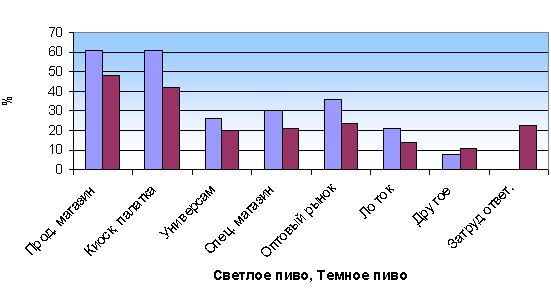 70
60
50
40
30
20
10
0
%
Прод. магазин
Киоск, палатка
Универсам
Спец. магазин
Оптовый рынок
Лоток
Другое
Затруд.ответ.
Светлое пиво, Темное пиво